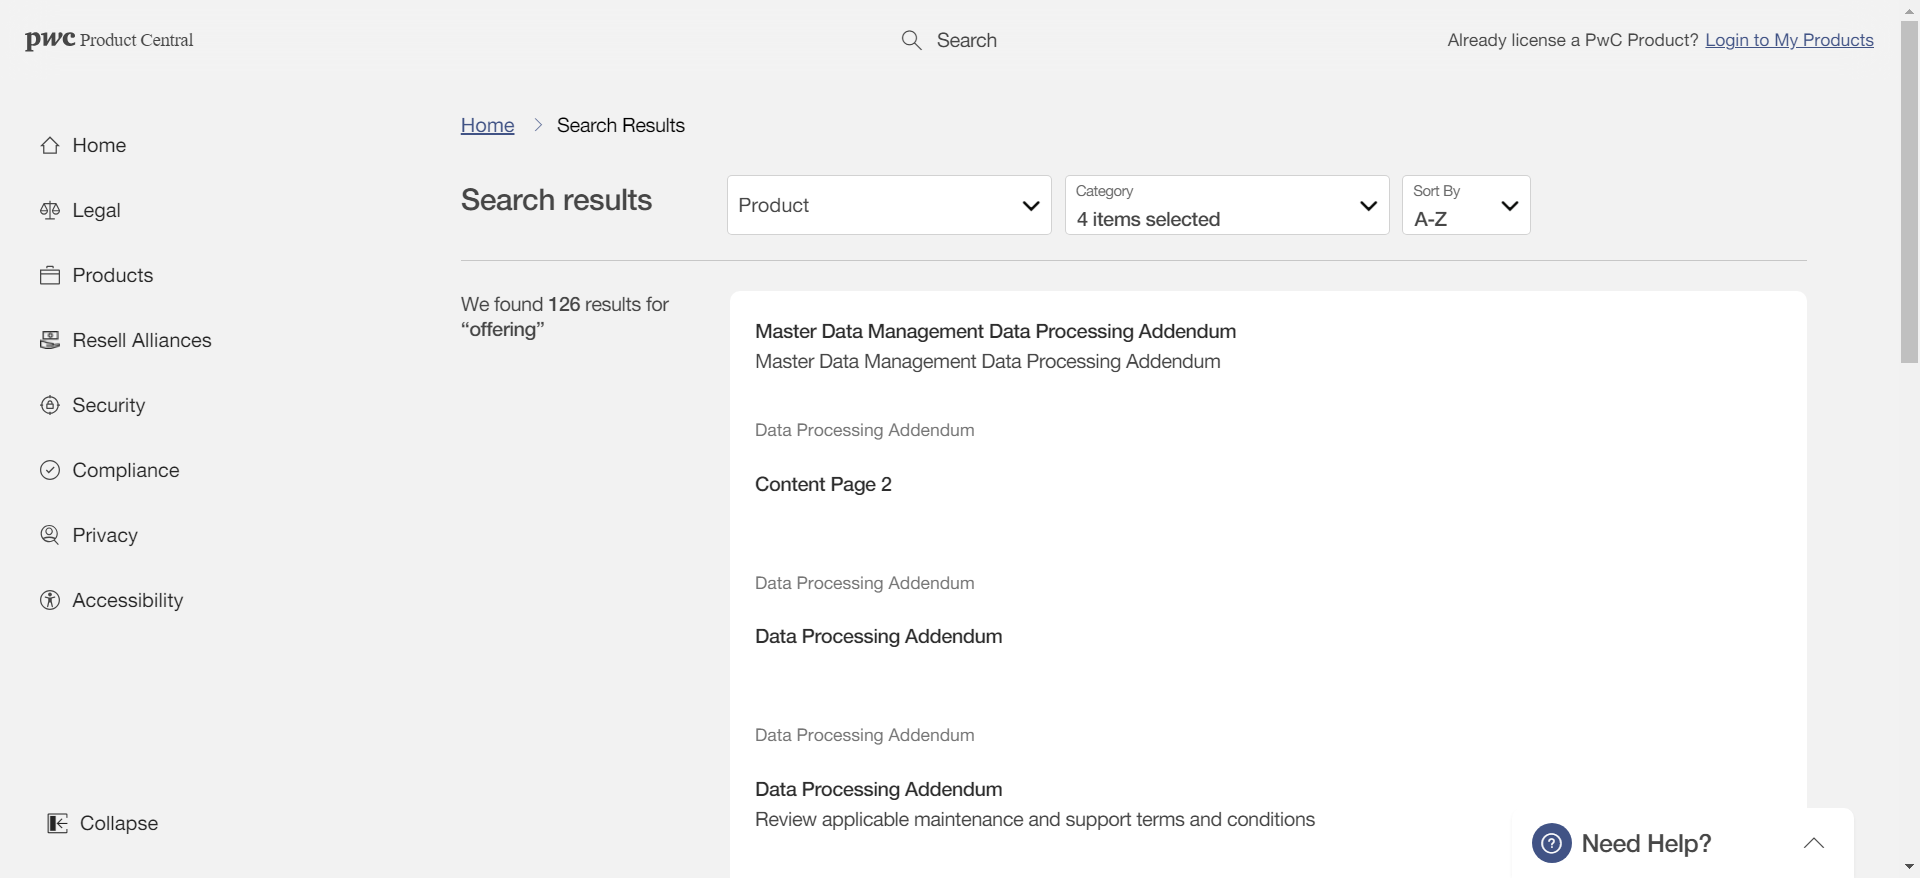 pwc Product Central
Search
Already license a PwC Product? Login to My Products
Home
Legal
Products
Resell Alliances
Security
Compliance
Privacy
Accessibility
Collapse
Home > Search Results
Search results
Product
Category
4 items selected
Sort By
A-Z
We found 126 results for
“offering”
Master Data Management Data Processing Addendum
Master Data Management Data Processing Addendum
Data Processing Addendum
Content Page 2
Data Processing Addendum
Data Processing Addendum
Data Processing Addendum
Data Processing Addendum
Review applicable maintenance and support terms and conditions
Need Help?